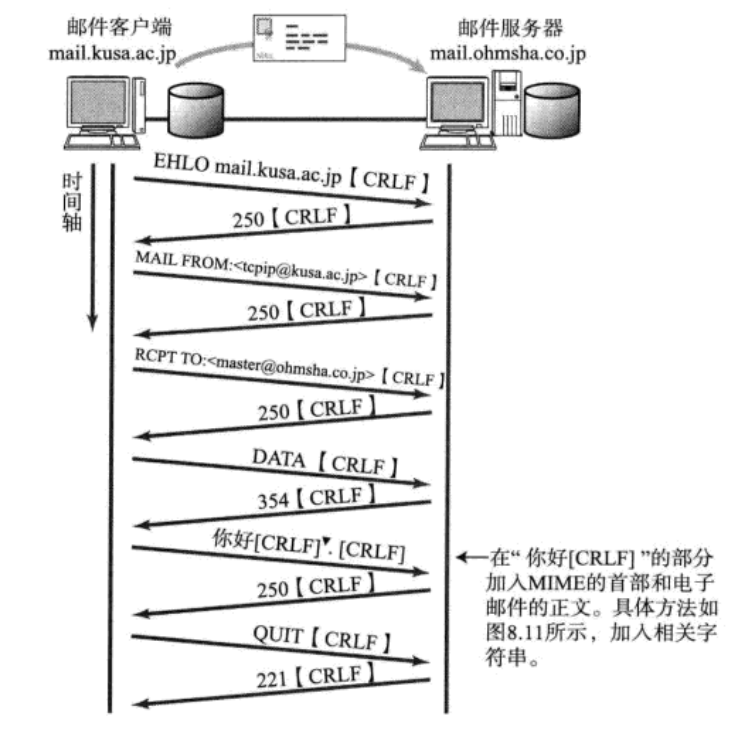 邮件客户端
mail.kusa.ac.jp
邮件服务器
mail.ohmsha.co.jp
时间轴
EHLO mail.kusa.ac.jp【CRLF】
250【CRLF】
MAIL FROM:<tcpip@kusa.ac.jp>【CRLF】
250【CRLF】
RCPT TO:<master@ohmsha.co.jp>【CRLF】
250【CRLF】
DATA【CRLF】
354【CRLF】
你好[CRLF]▼. [CRLF]
250【CRLF】
QUIT【CRLF】
221【CRLF】
在“ 你好[CRLF] ”的部分
加入MIME的首部和电子
邮件的正文。具体方法如
图8.11所示，加入相关字
符串。